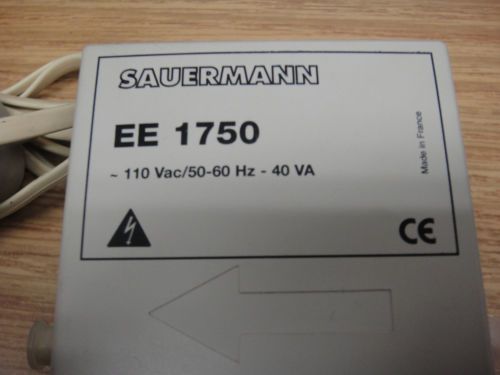 SAUERMANN
EE 1750
~ 110 Vac/50-60 Hz - 40 VA
Made in France
CE